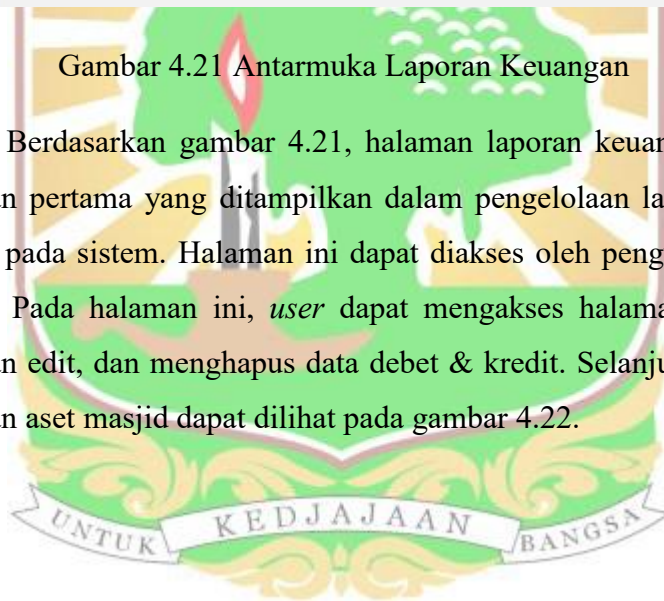 Gambar 4.21 Antarmuka Laporan Keuangan
Berdasarkan gambar 4.21, halaman laporan keuan
n pertama yang ditampilkan dalam pengelolaan la
pada sistem. Halaman ini dapat diakses oleh peng
Pada halaman ini, user dapat mengakses halama
n edit, dan menghapus data debet & kredit. Selanju
n aset masjid dapat dilihat pada gambar 4.22.
UNTUK KEDJAJAAN BANGSA